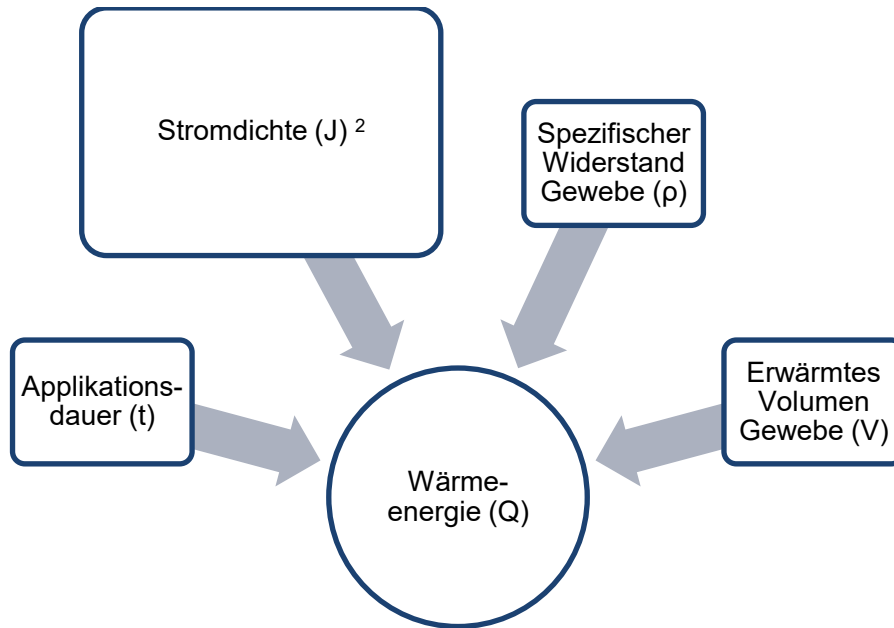 Stromdichte (J) ²
Spezifischer
Widerstand
Gewebe (ρ)
Applikations-
dauer (t)
Erwärmtes
Volumen
Gewebe (V)
Wärme-
energie (Q)